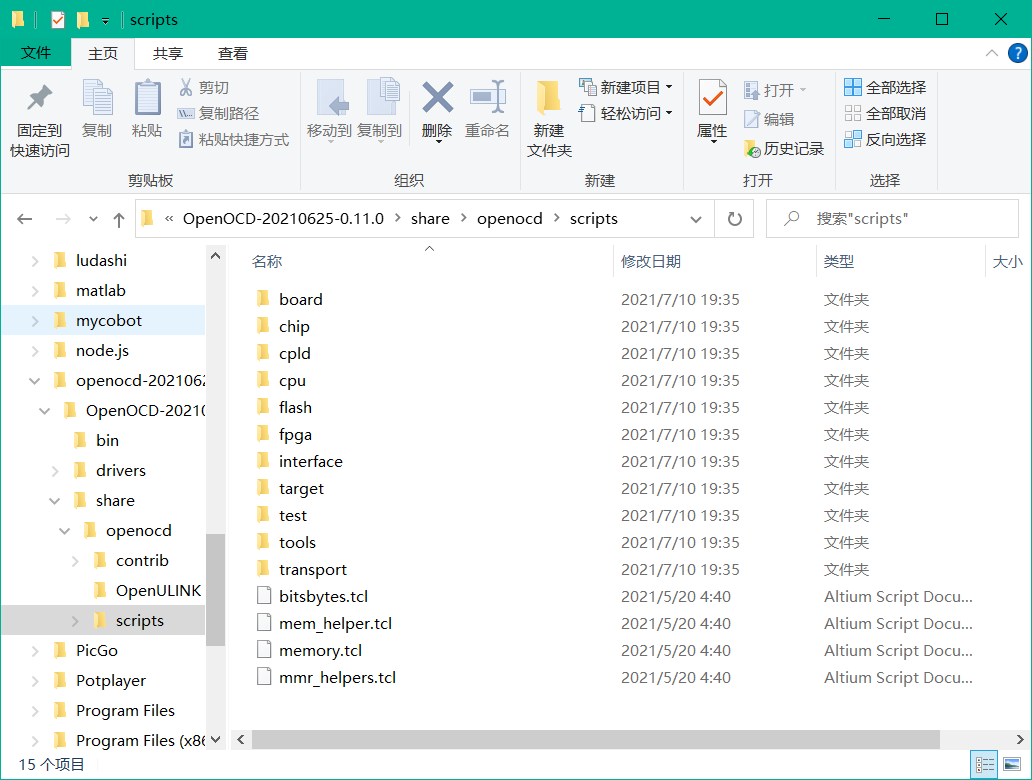 scripts
文件 主页 共享 查看
固定到
快速访问
复制
粘贴
剪切
复制路径
粘贴快捷方式
剪贴板
移动到
复制到
删除
重命名
组织
新建
文件夹
新建项目
轻松访问
新建
属性
打开
编辑
历史记录
打开
全部选择
全部取消
反向选择
选择
« OpenOCD-20210625-0.11.0 > share > openocd > scripts
搜索"scripts"
ludashi
matlab
mycobot
node.js
openocd-2021062
OpenOCD-20210
bin
drivers
share
openocd
contrib
OpenULINK
scripts
PicGo
Potplayer
Program Files
Program Files (x86
名称 修改日期 类型 大小
board 2021/7/10 19:35 文件夹
chip 2021/7/10 19:35 文件夹
cpld 2021/7/10 19:35 文件夹
cpu 2021/7/10 19:35 文件夹
flash 2021/7/10 19:35 文件夹
fpga 2021/7/10 19:35 文件夹
interface 2021/7/10 19:35 文件夹
target 2021/7/10 19:35 文件夹
test 2021/7/10 19:35 文件夹
tools 2021/7/10 19:35 文件夹
transport 2021/7/10 19:35 文件夹
bitsbytes.tcl 2021/5/20 4:40 Altium Script Docu...
mem_helper.tcl 2021/5/20 4:40 Altium Script Docu...
memory.tcl 2021/5/20 4:40 Altium Script Docu...
mmr_helpers.tcl 2021/5/20 4:40 Altium Script Docu...
15 个项目